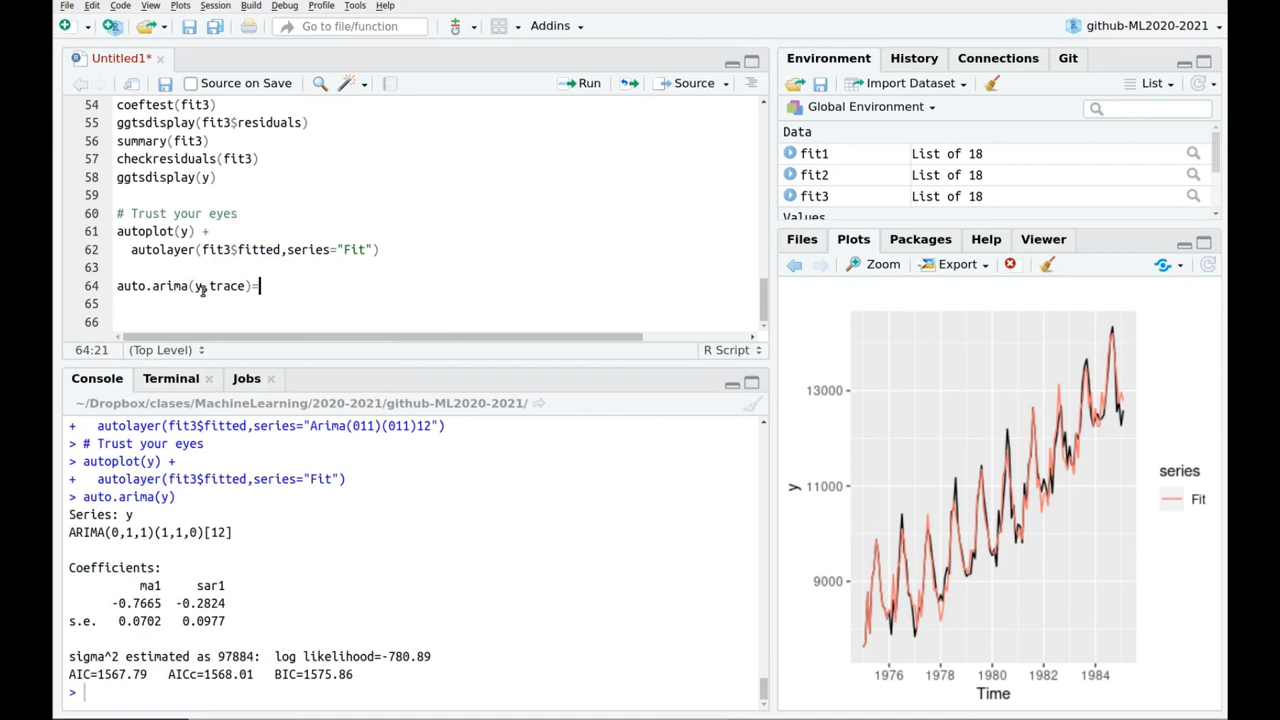 File Edit Code View Plots Session Build Debug Profile Tools Help
Go to file/function Addins github-ML2020-2021
Untitled1*
Source on Save Run Source
54 coeftest(fit3)
55 ggtsdisplay(fit3$residuals)
56 summary(fit3)
57 checkresiduals(fit3)
58 ggtsdisplay(y)
59
60 # Trust your eyes
61 autoplot(y) +
62 autolayer(fit3$fitted,series="Fit")
63
64 auto.arima(y,trace)=
65
66
64:21 (Top Level) R Script
Console Terminal Jobs
~/Dropbox/clases/MachineLearning/2020-2021/github-ML2020-2021/
+ autolayer(fit3$fitted,series="Arima(011)(011)12")
> # Trust your eyes
> autoplot(y) +
+ autolayer(fit3$fitted,series="Fit")
> auto.arima(y)
Series: y
ARIMA(0,1,1)(1,1,0)[12]
Coefficients:
ma1 sar1
-0.7665 -0.2824
s.e. 0.0702 0.0977
sigma^2 estimated as 97884: log likelihood=-780.89
AIC=1567.79 AICc=1568.01 BIC=1575.86
>
Environment History Connections Git
Import Dataset List
Global Environment
Data
fit1 List of 18
fit2 List of 18
fit3 List of 18
Values
Files Plots Packages Help Viewer
Zoom Export
13000
11000
9000
y
1976 1978 1980 1982 1984
Time
series
Fit